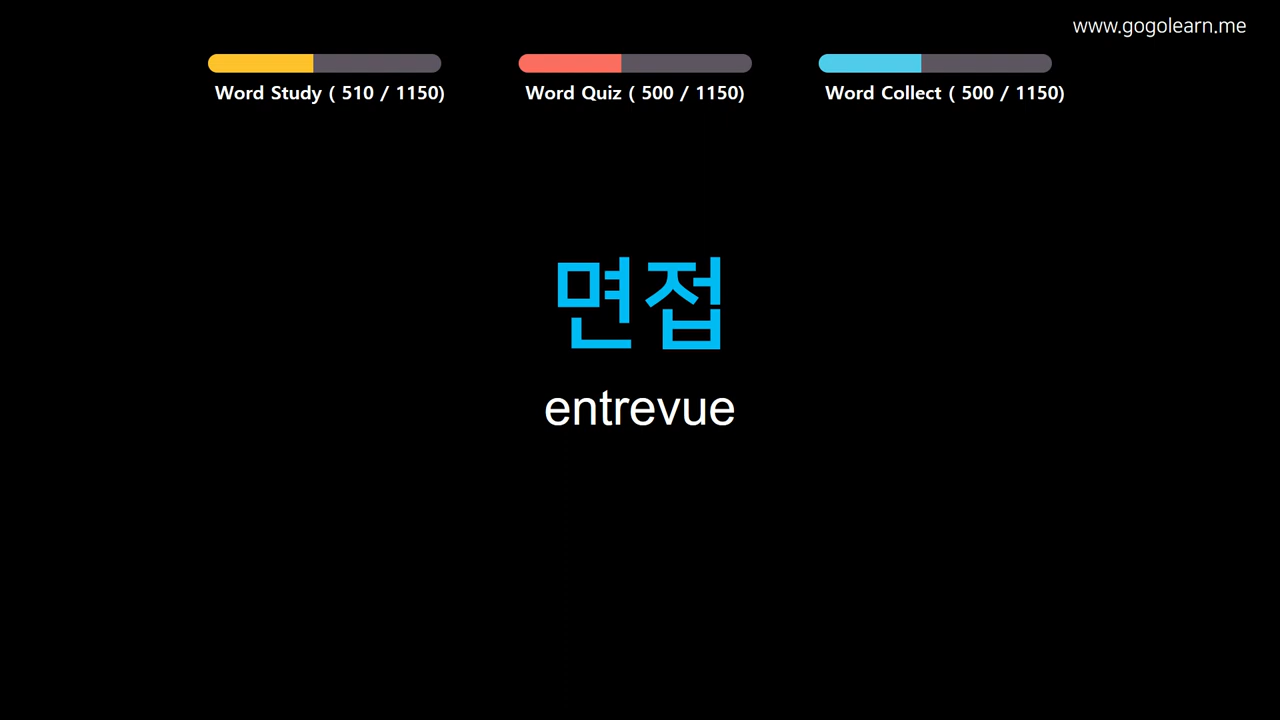 www.gogolearn.me
Word Study ( 510 / 1150)
Word Quiz ( 500 / 1150)
Word Collect ( 500 / 1150)
면접
entrevue